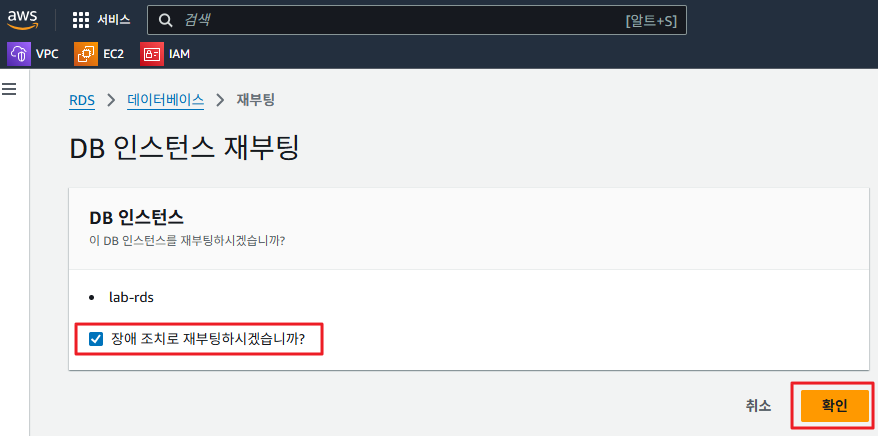 aws 서비스 검색 [알트+S]
VPC EC2 IAM
RDS > 데이터베이스 > 재부팅
DB 인스턴스 재부팅
DB 인스턴스
이 DB 인스턴스를 재부팅하시겠습니까?
• lab-rds
장애 조치로 재부팅하시겠습니까?
취소 확인